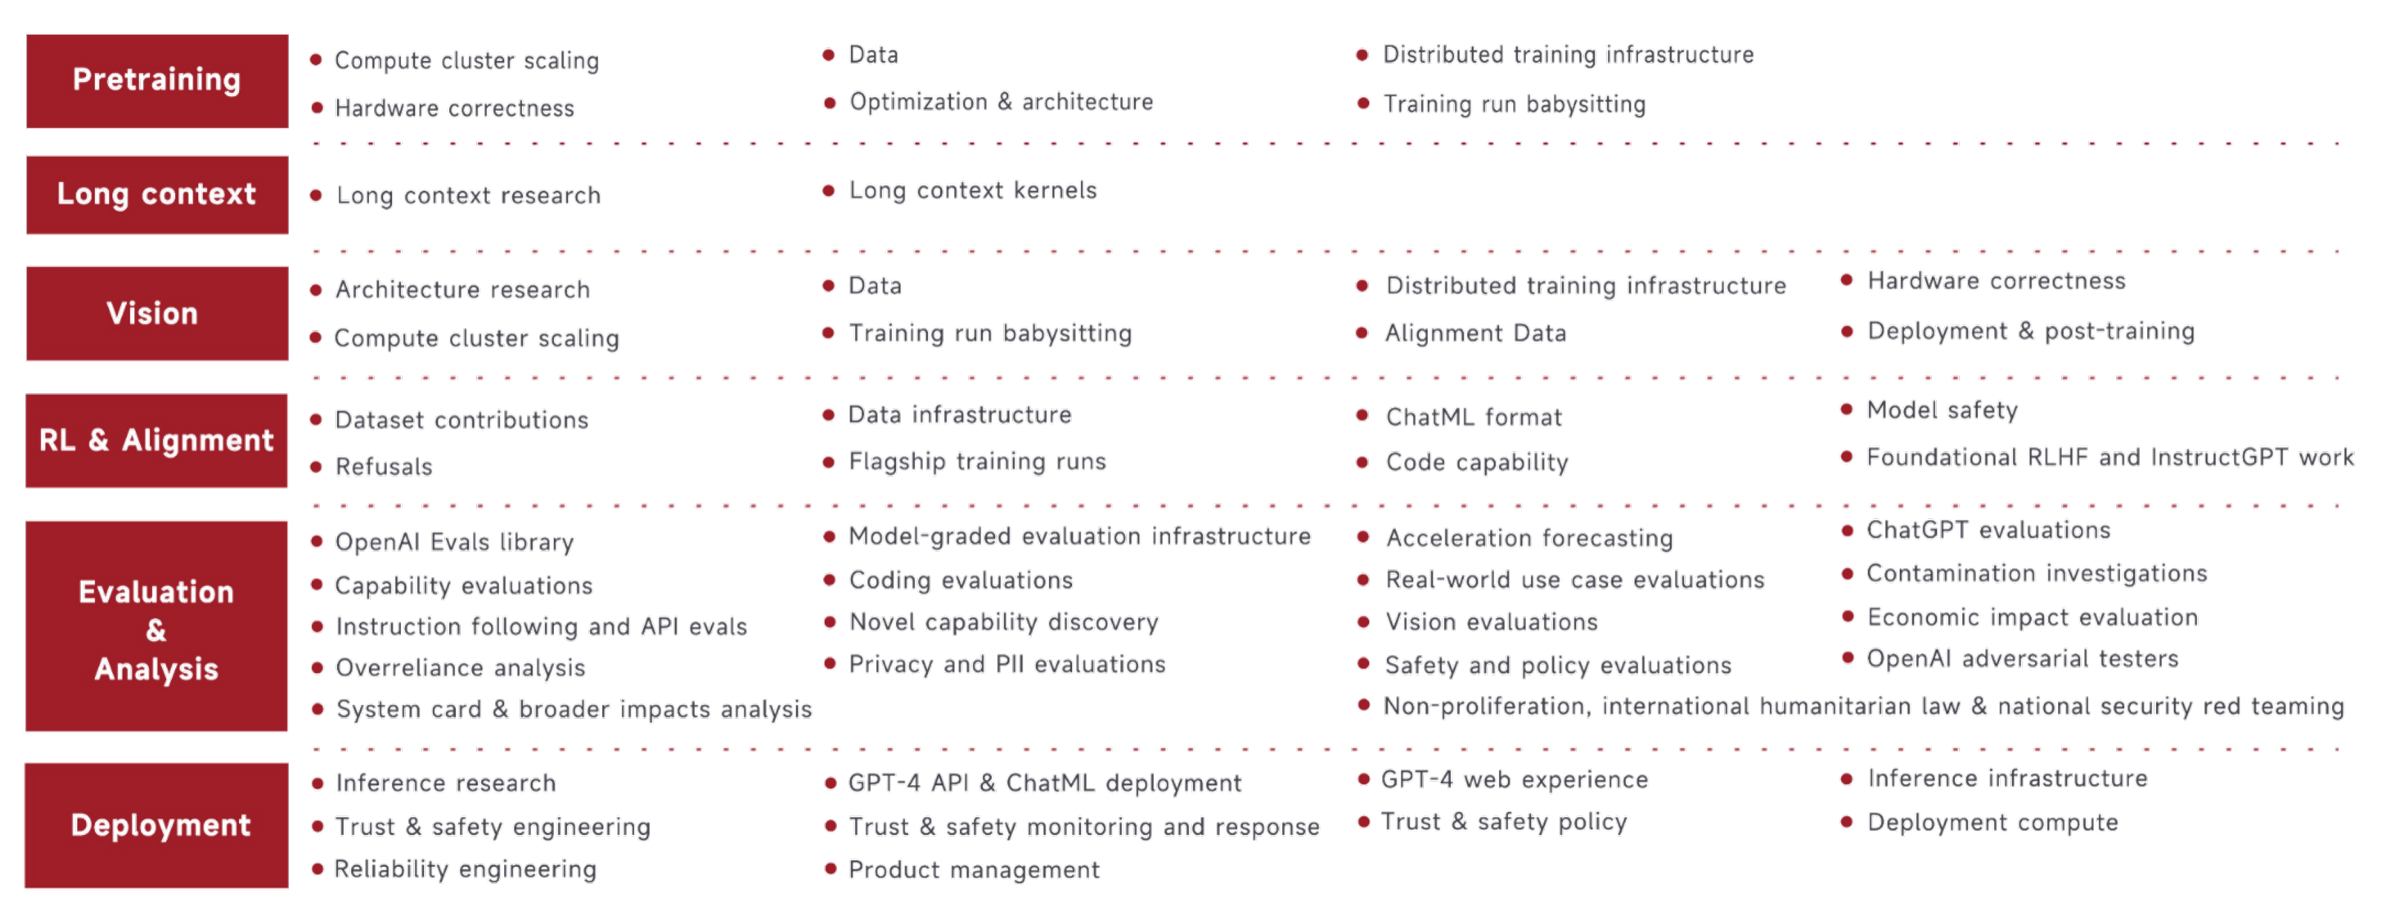 Pretraining
Compute cluster scaling
Data
Distributed training infrastructure
Hardware correctness
Optimization & architecture
Training run babysitting
Long context
Long context research
Long context kernels
Vision
Architecture research
Data
Distributed training infrastructure
Hardware correctness
Compute cluster scaling
Training run babysitting
Alignment Data
Deployment & post-training
RL & Alignment
Dataset contributions
Data infrastructure
ChatML format
Model safety
Refusals
Flagship training runs
Code capability
Foundational RLHF and InstructGPT work
Evaluation
&
Analysis
OpenAI Evals library
Model-graded evaluation infrastructure
Acceleration forecasting
ChatGPT evaluations
Capability evaluations
Coding evaluations
Real-world use case evaluations
Contamination investigations
Instruction following and API evals
Novel capability discovery
Vision evaluations
Economic impact evaluation
Overreliance analysis
Privacy and PII evaluations
Safety and policy evaluations
OpenAI adversarial testers
System card & broader impacts analysis
Non-proliferation, international humanitarian law & national security red teaming
Deployment
Inference research
GPT-4 API & ChatML deployment
GPT-4 web experience
Inference infrastructure
Trust & safety engineering
Trust & safety monitoring and response
Trust & safety policy
Deployment compute
Reliability engineering
Product management